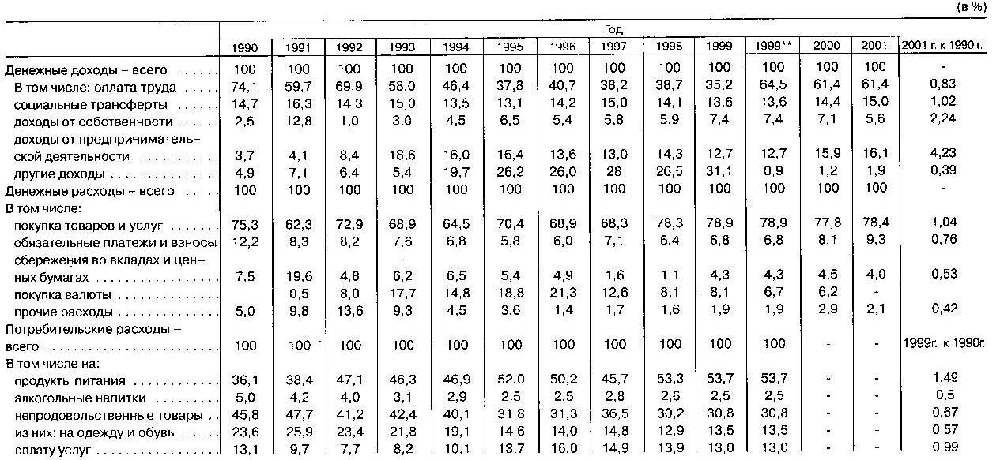 (в %)
Год
1990 1991 1992 1993 1994 1995 1996 1997 1998 1999 1999** 2000 2001 2001 г. к 1990 г.
Денежные доходы – всего ...... 100 100 100 100 100 100 100 100 100 100 100 100 100 -
В том числе: оплата труда ..... 74,1 59,7 69,9 58,0 46,4 37,8 40,7 38,2 38,7 35,2 64,5 61,4 61,4 0,83
социальные трансферты ...... 14,7 16,3 14,3 15,0 13,5 13,1 14,2 15,0 14,1 13,6 13,6 14,4 15,0 1,02
доходы от собственности ...... 2,5 12,8 1,0 3,0 4,5 6,5 5,4 5,8 5,9 7,4 7,4 7,1 5,6 2,24
доходы от предприниматель-
ской деятельности ........... 3,7 4,1 8,4 18,6 16,0 16,4 13,6 13,0 14,3 12,7 12,7 15,9 16,1 4,23
другие доходы ............... 4,9 7,1 6,4 5,4 19,7 26,2 26,0 28 26,5 31,1 0,9 1,2 1,9 0,39
Денежные расходы – всего ..... 100 100 100 100 100 100 100 100 100 100 100 100 100 -
В том числе:
покупка товаров и услуг ....... 75,3 62,3 72,9 68,9 64,5 70,4 68,9 68,3 78,3 78,9 78,9 77,8 78,4 1,04
обязательные платежи и взносы 12,2 8,3 8,2 7,6 6,8 5,8 6,0 7,1 6,4 6,8 6,8 8,1 9,3 0,76
сбережения во вкладах и цен-
ных бумагах ................. 7,5 19,6 4,8 6,2 6,5 5,4 4,9 1,6 1,1 4,3 4,3 4,5 4,0 0,53
покупка валюты .............. 0,5 8,0 17,7 14,8 18,8 21,3 12,6 8,1 8,1 6,7 6,2 -
прочие расходы .............. 5,0 9,8 13,6 9,3 4,5 3,6 1,4 1,7 1,6 1,9 1,9 2,9 2,1 0,42
Потребительские расходы –
всего ........................ 100 100 100 100 100 100 100 100 100 100 100 - - 1999г. к 1990г.
В том числе на:
продукты питания ............ 36,1 38,4 47,1 46,3 46,9 52,0 50,2 45,7 53,3 53,7 53,7 - - 1,49
алкогольные напитки ......... 5,0 4,2 4,0 3,1 2,9 2,5 2,5 2,8 2,6 2,5 2,5 - - 0,5
непродовольственные товары .. 45,8 47,7 41,2 42,4 40,1 31,8 31,3 36,5 30,2 30,8 30,8 - - 0,67
из них: на одежду и обувь ...... 23,6 25,9 23,4 21,8 19,1 14,6 14,0 14,8 12,9 13,5 13,5 - - 0,57
оплату услуг ................. 13,1 9,7 7,7 8,2 10,1 13,7 16,0 14,9 13,9 13,0 13,0 - - 0,99